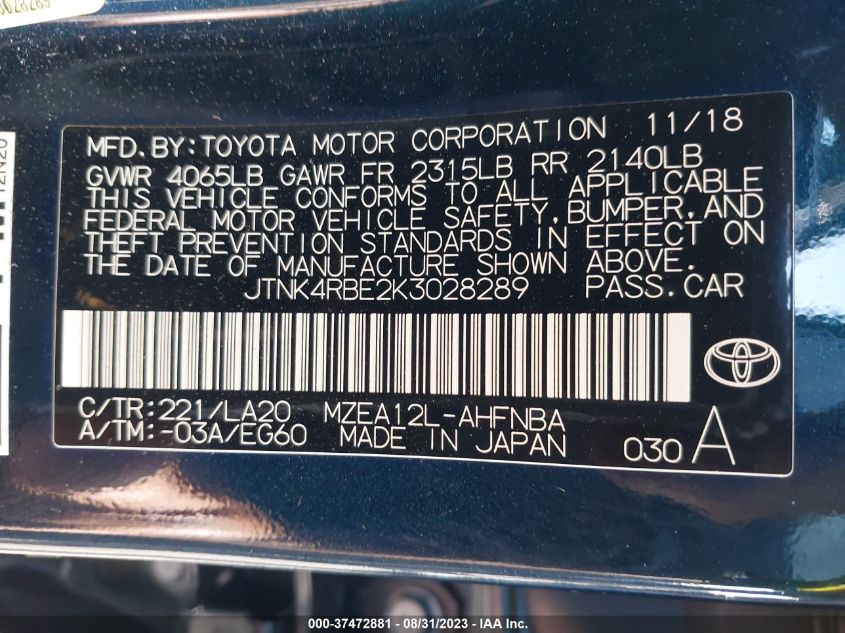 MFD. BY: TOYOTA MOTOR CORPORATION 11/18
GVWR 4065LB GAWR FR 2315LB RR 2140LB
THIS VEHICLE CONFORMS TO ALL APPLICABLE
FEDERAL MOTOR VEHICLE SAFETY, BUMPER, AND
THEFT PREVENTION STANDARDS IN EFFECT ON
THE DATE OF MANUFACTURE SHOWN ABOVE.
JTNK4RBE2K3028289 PASS. CAR
C/TR: 221/LA20 MZEA12L-AHFNBA
A/TM: -03A/EG60 MADE IN JAPAN 030 A
000-37472881 - 08/31/2023 - IAA Inc.